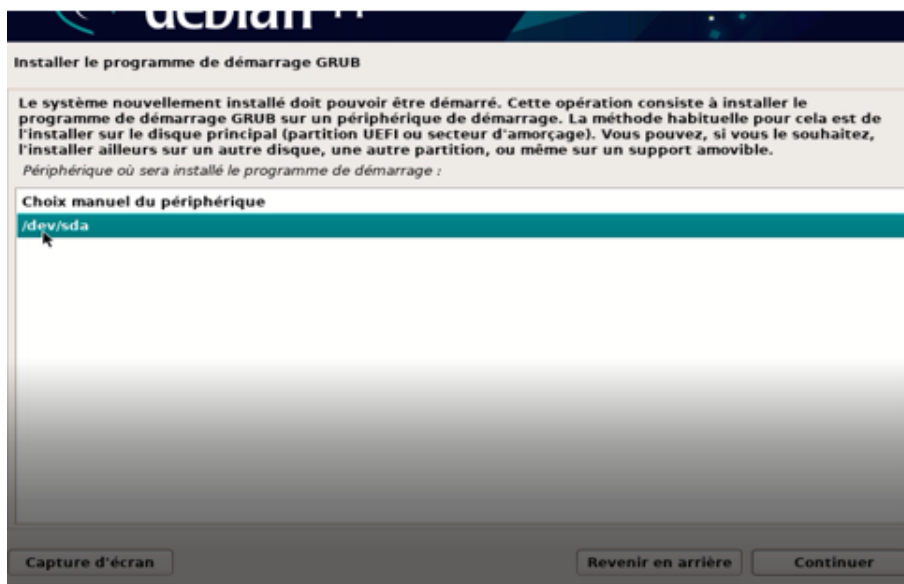 debian 11
Installer le programme de démarrage GRUB
Le système nouvellement installé doit pouvoir être démarré. Cette opération consiste à installer le
programme de démarrage GRUB sur un périphérique de démarrage. La méthode habituelle pour cela est de
l'installer sur le disque principal (partition UEFI ou secteur d'amorçage). Vous pouvez, si vous le souhaitez,
l'installer ailleurs sur un autre disque, une autre partition, ou même sur un support amovible.
Périphérique où sera installé le programme de démarrage :
Choix manuel du périphérique
/dev/sda
Capture d'écran
Revenir en arrière
Continuer